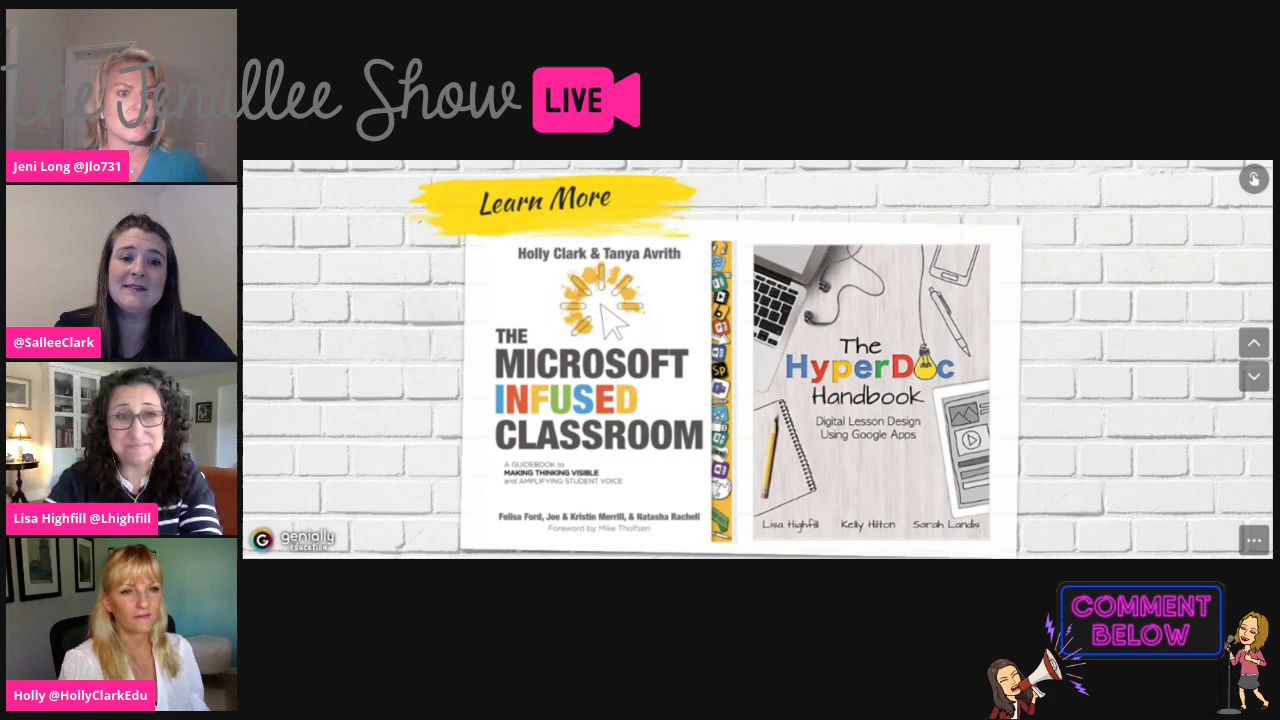 The Jenallee Show LIVE
Jeni Long @Jlo731
@SalleeClark
Lisa Highfill @Lhighfill
Holly @HollyClarkEdu
Learn More
Holly Clark & Tanya Avrith
THE
MICROSOFT
INFUSED
CLASSROOM
A GUIDEBOOK to
MAKING THINKING VISIBLE
and AMPLIFYING STUDENT VOICE
Felisa Ford, Joe & Kristin Merrill, & Natasha Rachell
Foreword by Mike Tholfsen
The
HyperDoc
Handbook
Digital Lesson Design
Using Google Apps
Lisa Highfill Kelly Hilton Sarah Landis
genially
EDUCATION
COMMENT
BELOW